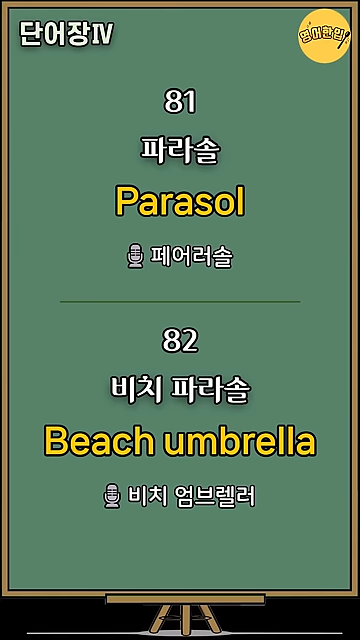 단어장Ⅳ
영어한입
81
파라솔
Parasol
페어러솔
82
비치 파라솔
Beach umbrella
비치 엄브렐러